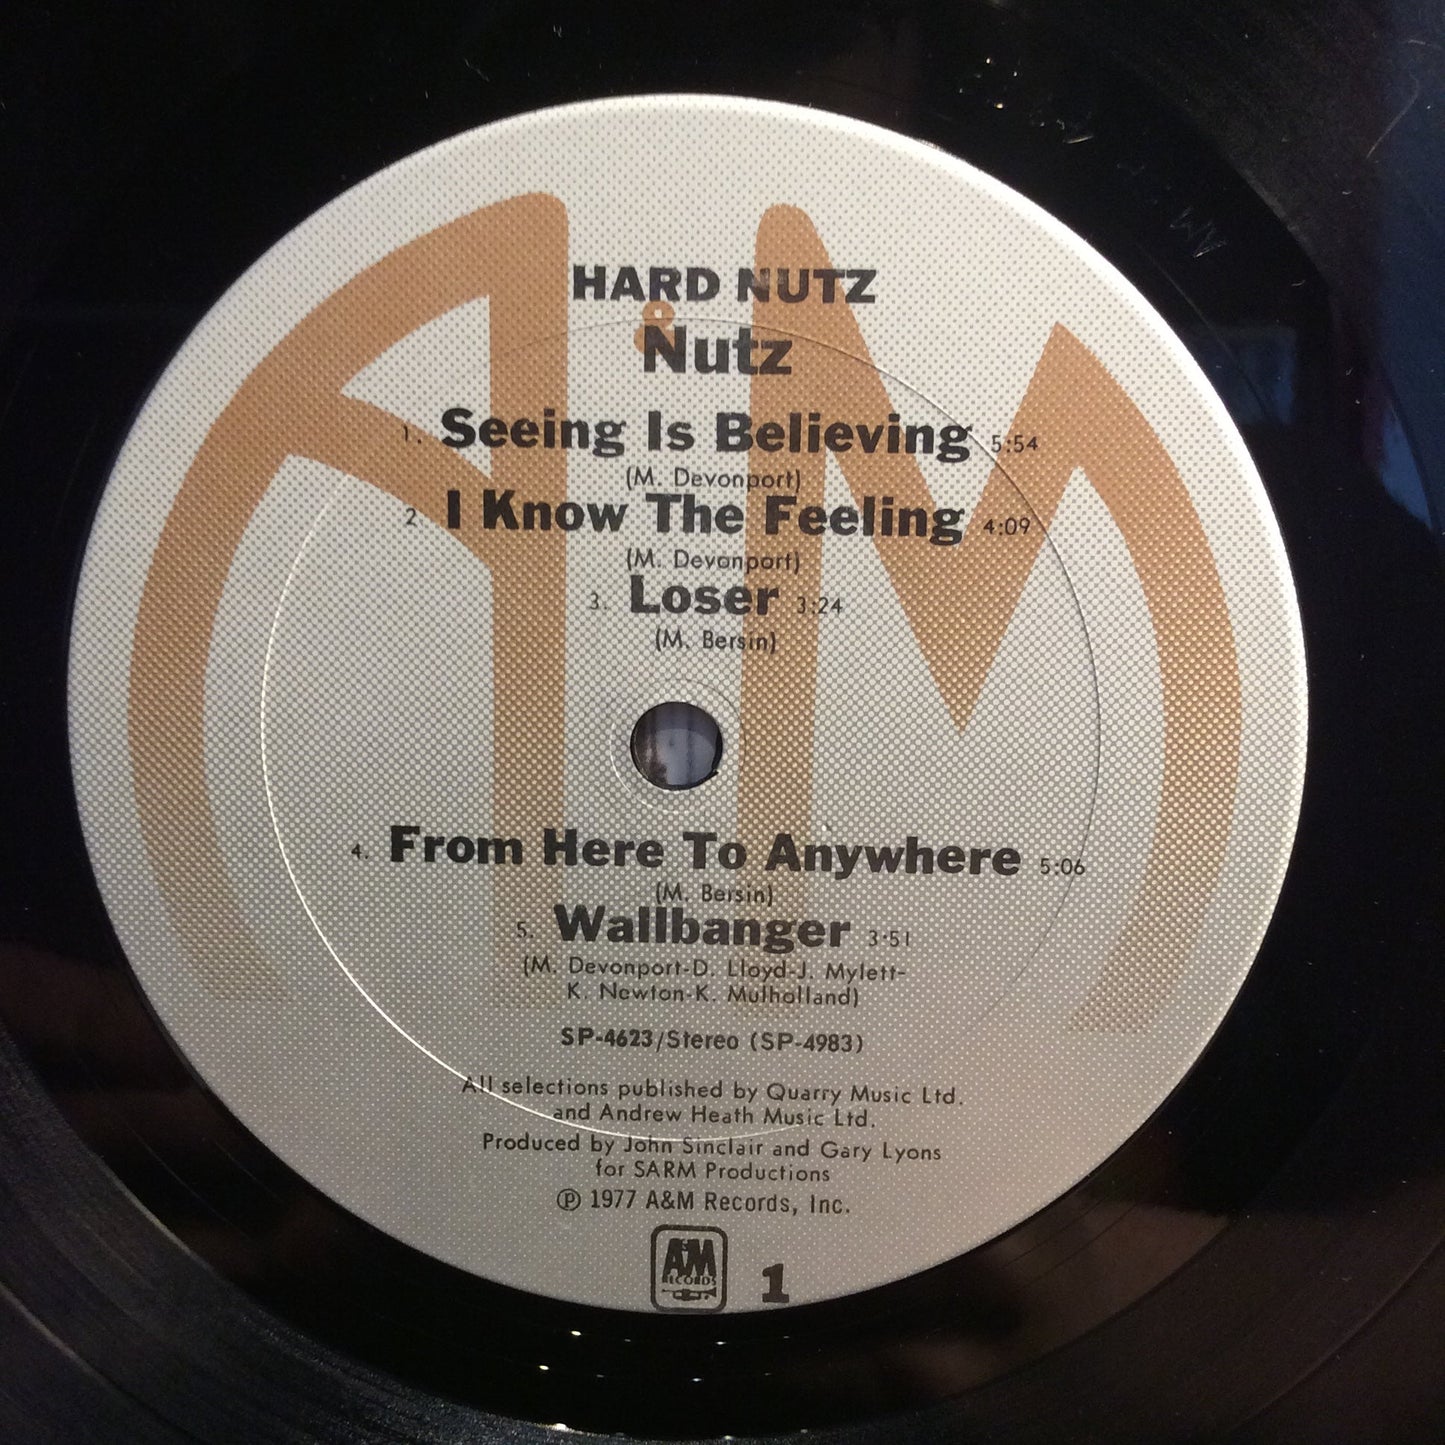 HARD NUTZ
Nutz
1. Seeing Is Believing 5:54
(M. Devonport)
2. I Know The Feeling 4:09
(M. Devonport)
3. Loser 3:24
(M. Bersin)
4. From Here To Anywhere 5:06
(M. Bersin)
5. Wallbanger 3:51
(M. Devonport-D. Lloyd-J. Mylett-
K. Newton-K. Mulholland)
SP-4623/Stereo (SP-4983)
All selections published by Quarry Music Ltd.
and Andrew Heath Music Ltd.
Produced by John Sinclair and Gary Lyons
for SARM Productions
℗ 1977 A&M Records, Inc.
A&M
RECORDS
1
AM